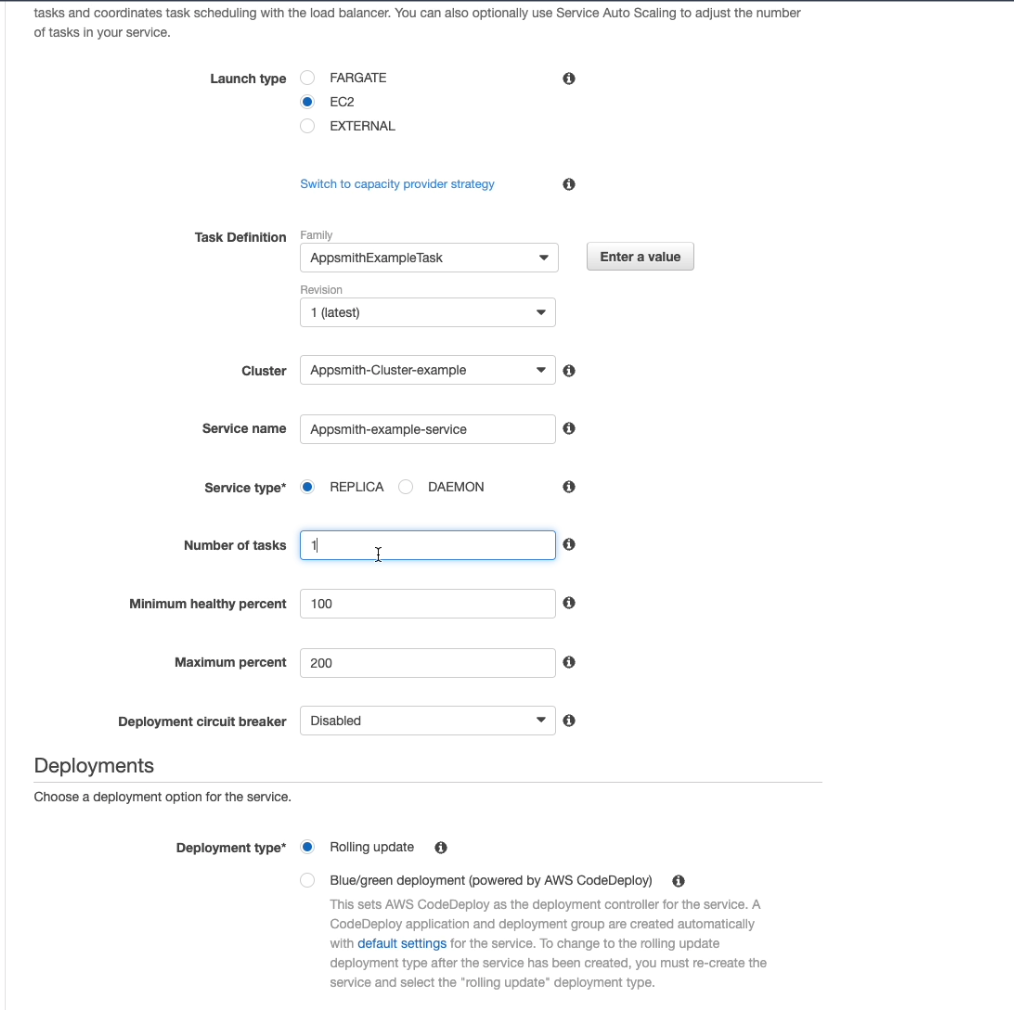 tasks and coordinates task scheduling with the load balancer. You can also optionally use Service Auto Scaling to adjust the number
of tasks in your service.
Launch type
FARGATE
EC2
EXTERNAL
Switch to capacity provider strategy
Task Definition
Family
AppsmithExampleTask
Enter a value
Revision
1 (latest)
Cluster
Appsmith-Cluster-example
Service name
Appsmith-example-service
Service type*
REPLICA
DAEMON
Number of tasks
1
Minimum healthy percent
100
Maximum percent
200
Deployment circuit breaker
Disabled
Deployments
Choose a deployment option for the service.
Deployment type*
Rolling update
Blue/green deployment (powered by AWS CodeDeploy)
This sets AWS CodeDeploy as the deployment controller for the service. A
CodeDeploy application and deployment group are created automatically
with default settings for the service. To change to the rolling update
deployment type after the service has been created, you must re-create the
service and select the "rolling update" deployment type.